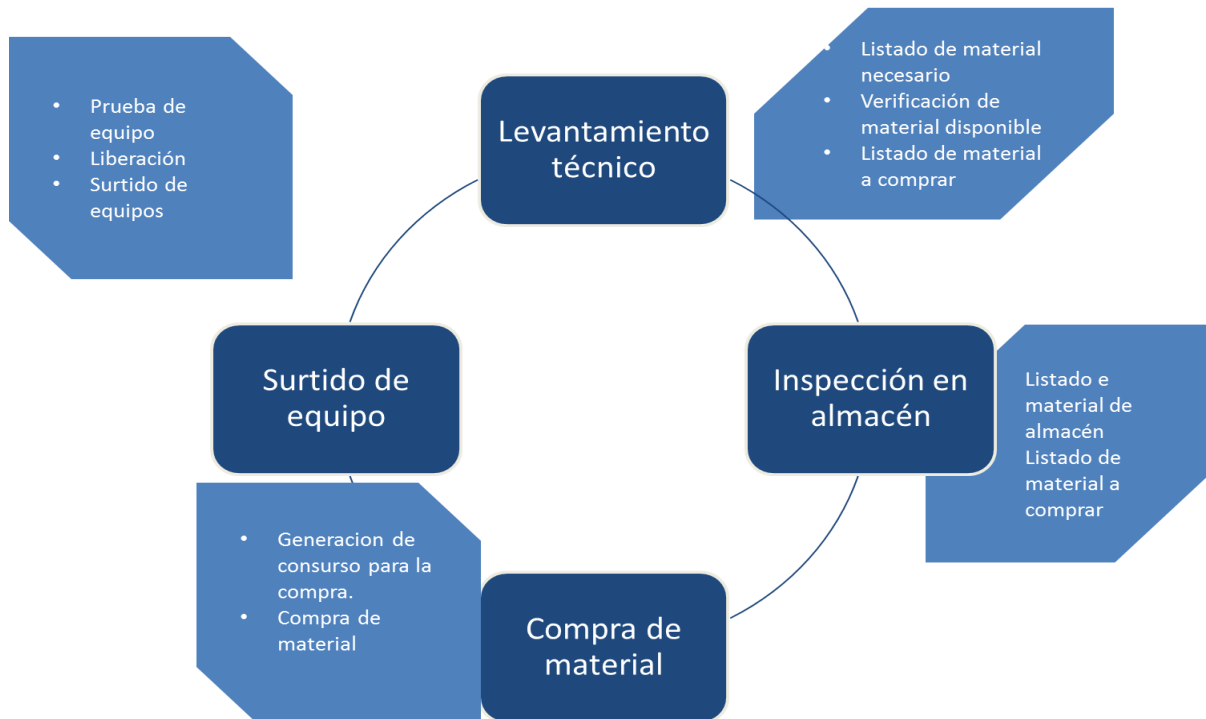 • Prueba de
equipo
• Liberación
• Surtido de
equipos
Levantamiento
técnico
• Listado de material
necesario
• Verificación de
material disponible
• Listado de material
a comprar
Surtido de
equipo
Inspección en
almacén
Listado e
material de
almacén
Listado de
material a
comprar
• Generacion de
consurso para la
compra.
• Compra de
material
Compra de
material